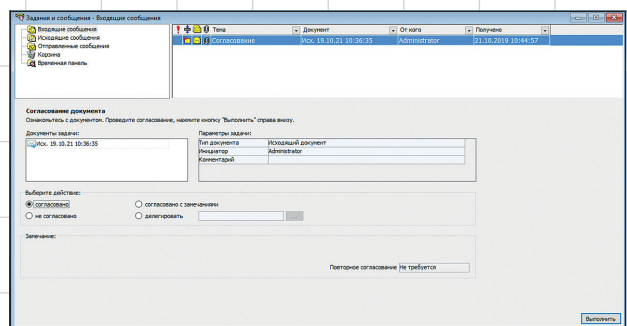 Задания и сообщения - Входящие сообщения
Входящие сообщения
Исходящие сообщения
Отправленные сообщения
Корзина
Временная панель
Тема Документ От кого Получено
Согласование Исх. 19.10.21 10:36:35 Administrator 21.10.2019 10:44:57
Согласование документа
Ознакомьтесь с документом. Проведите согласование, нажмите кнопку "Выполнить" справа внизу.
Документы задачи:
Исх. 19.10.21 10:36:35
Параметры задачи:
Тип документа Исходящий документ
Инициатор Administrator
Комментарий
Выберите действие:
согласовано согласовано с замечаниями
не согласовано делегировать ...
Замечание:
Повторное согласование Не требуется
Выполнить